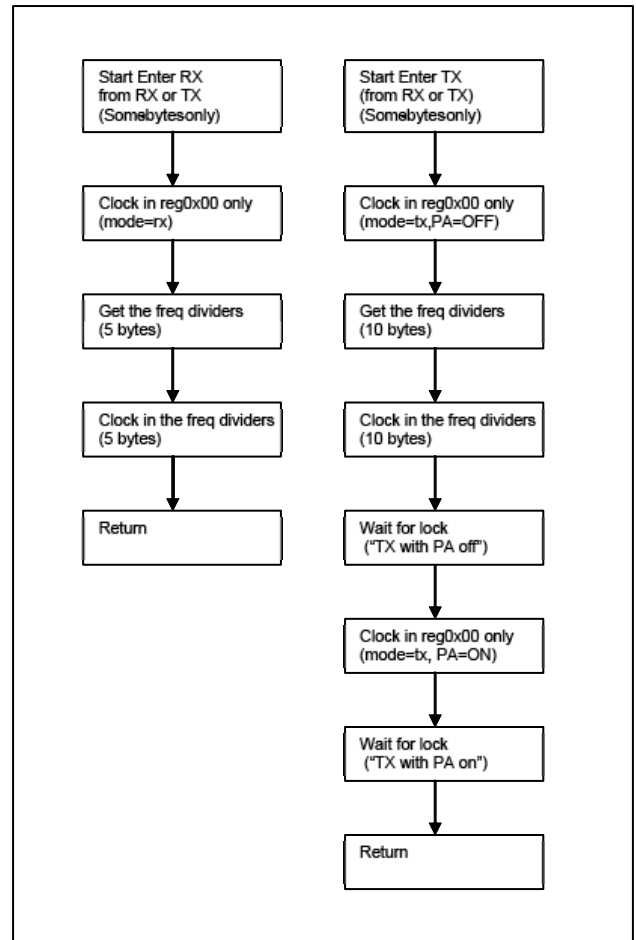 Start Enter RX
from RX or TX
(Somebytesonly)
Clock in reg0x00 only
(mode=rx)
Get the freq dividers
(5 bytes)
Clock in the freq dividers
(5 bytes)
Return
Start Enter TX
(from RX or TX)
(Somebytesonly)
Clock in reg0x00 only
(mode=tx,PA=OFF)
Get the freq dividers
(10 bytes)
Clock in the freq dividers
(10 bytes)
Wait for lock
("TX with PA off")
Clock in reg0x00 only
(mode=tx, PA=ON)
Wait for lock
("TX with PA on")
Return